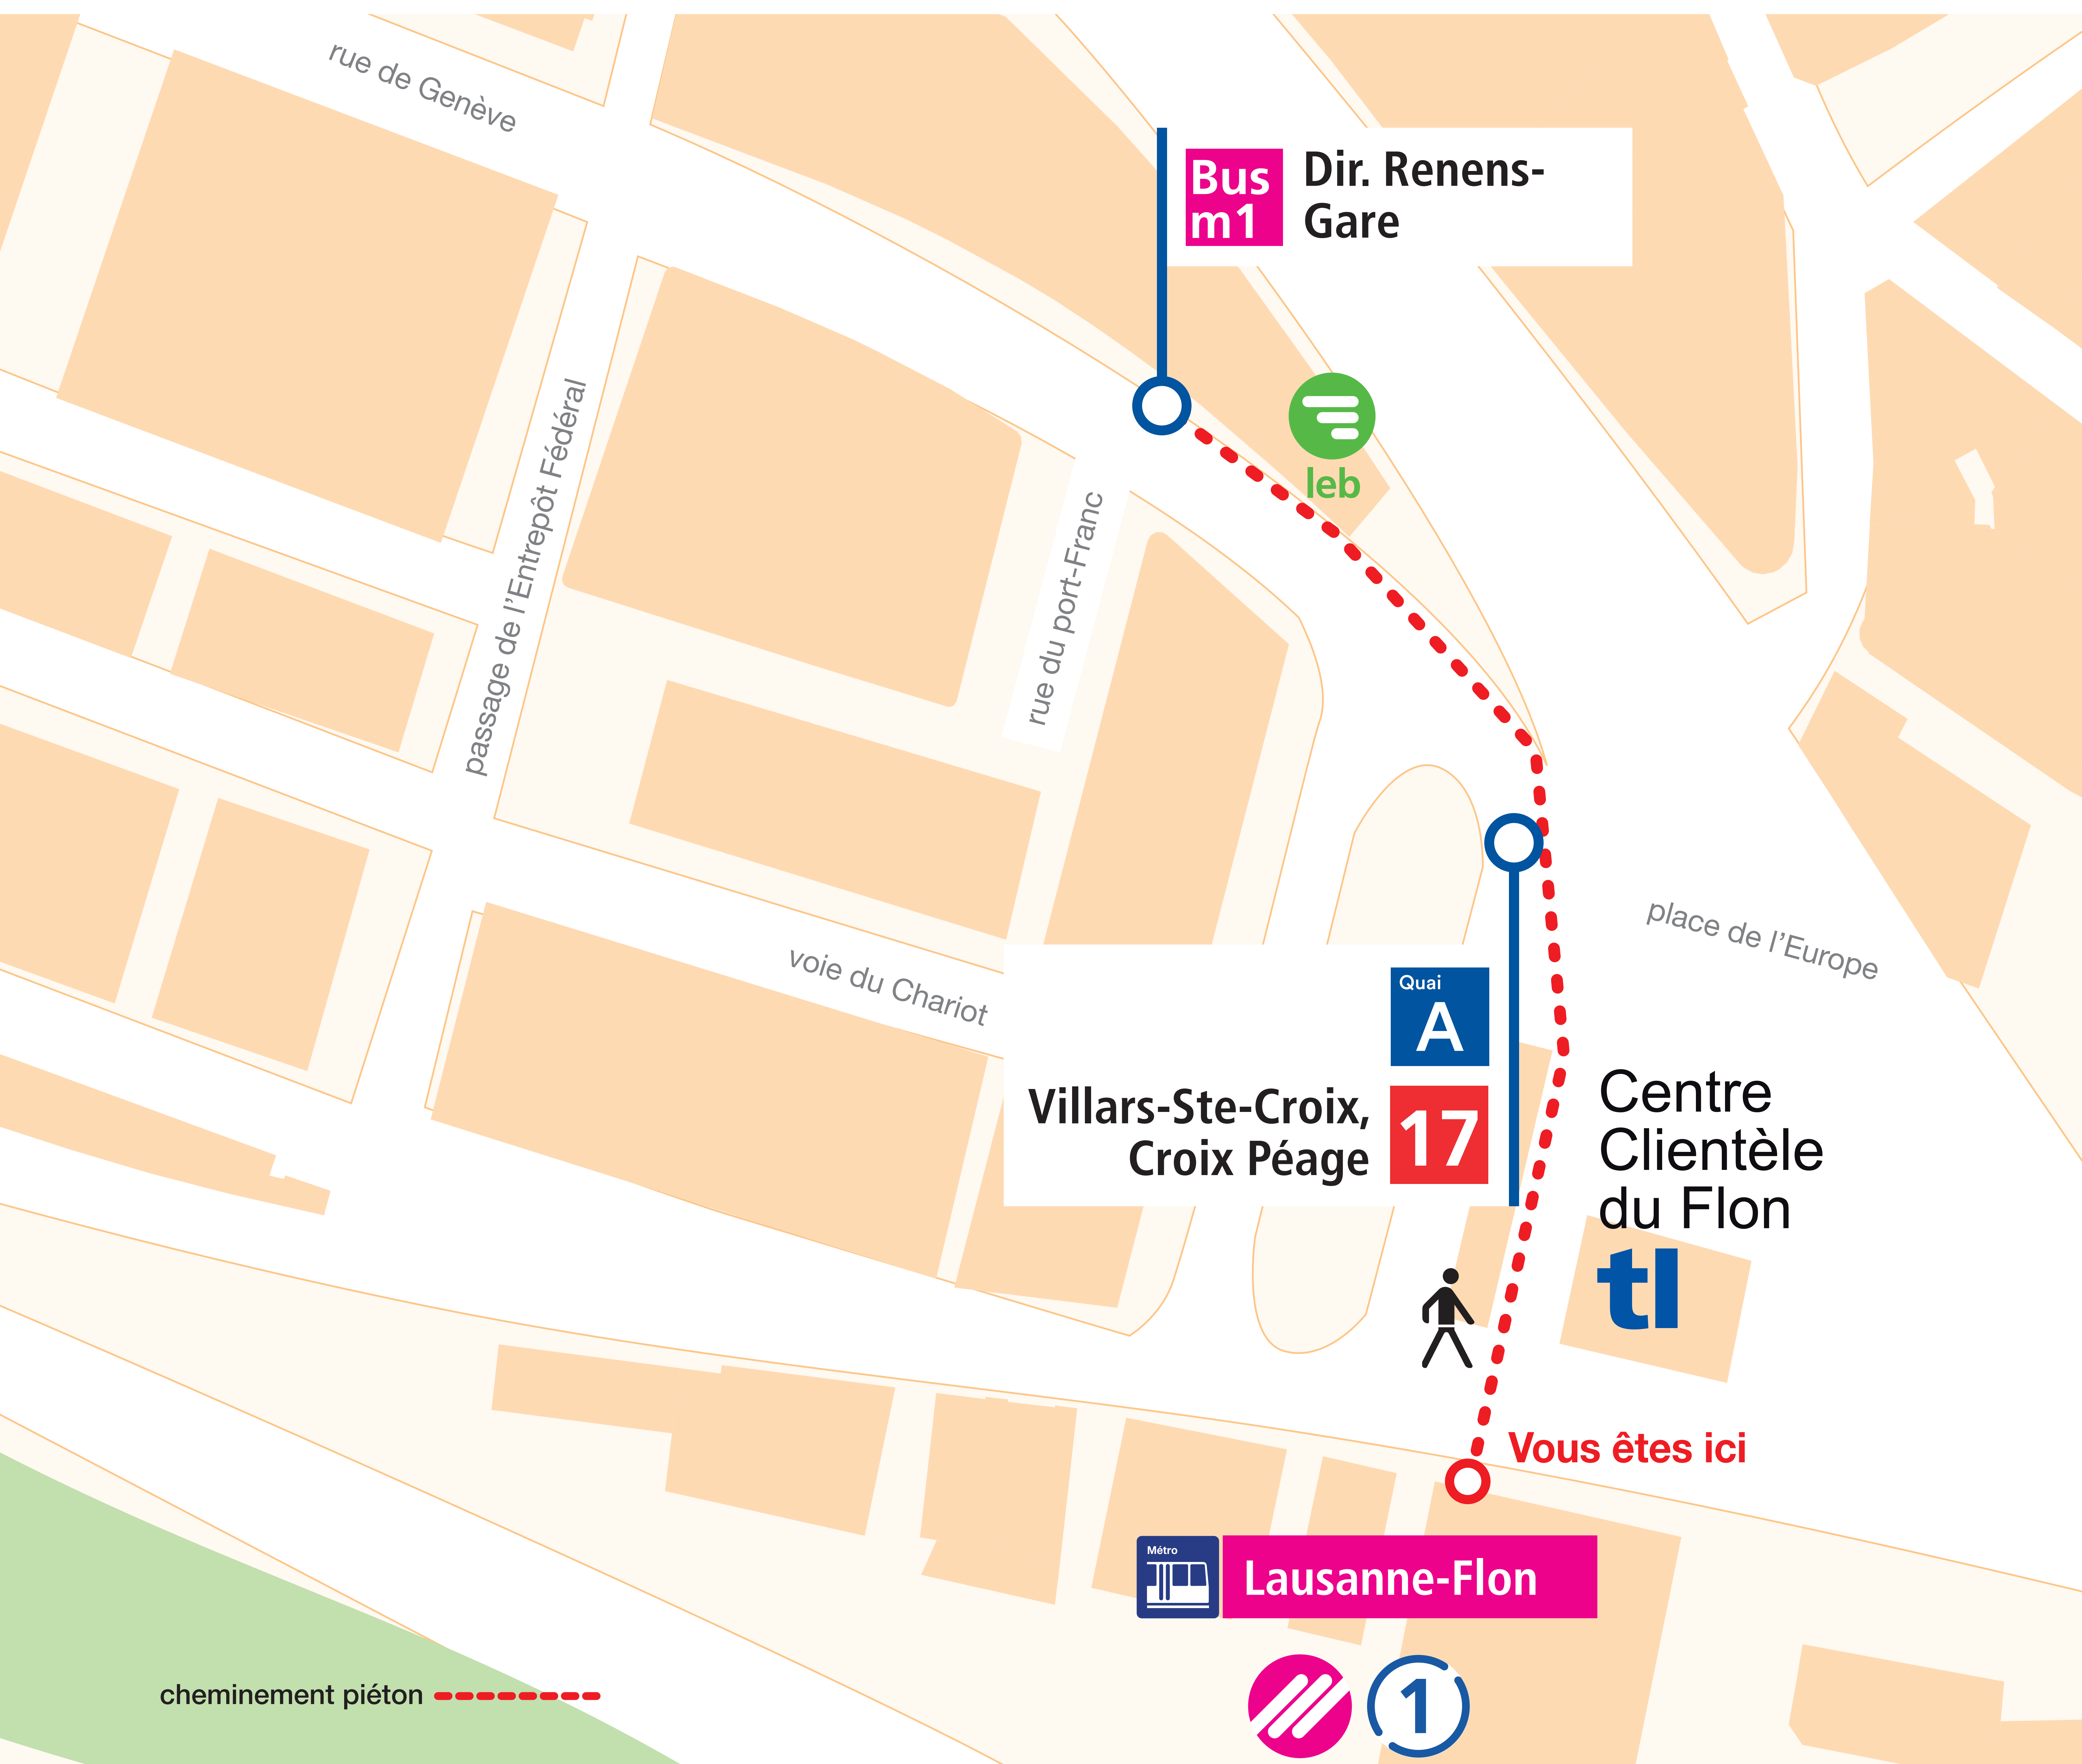 rue de Genève
Bus
m1
Dir. Renens-
Gare
leb
passage de l'Entrepôt Fédéral
rue du port-Franc
place de l'Europe
voie du Chariot
Quai
A
Villars-Ste-Croix,
Croix Péage
17
Centre
Clientèle
du Flon
tl
Vous êtes ici
Métro
Lausanne-Flon
1
cheminement piéton